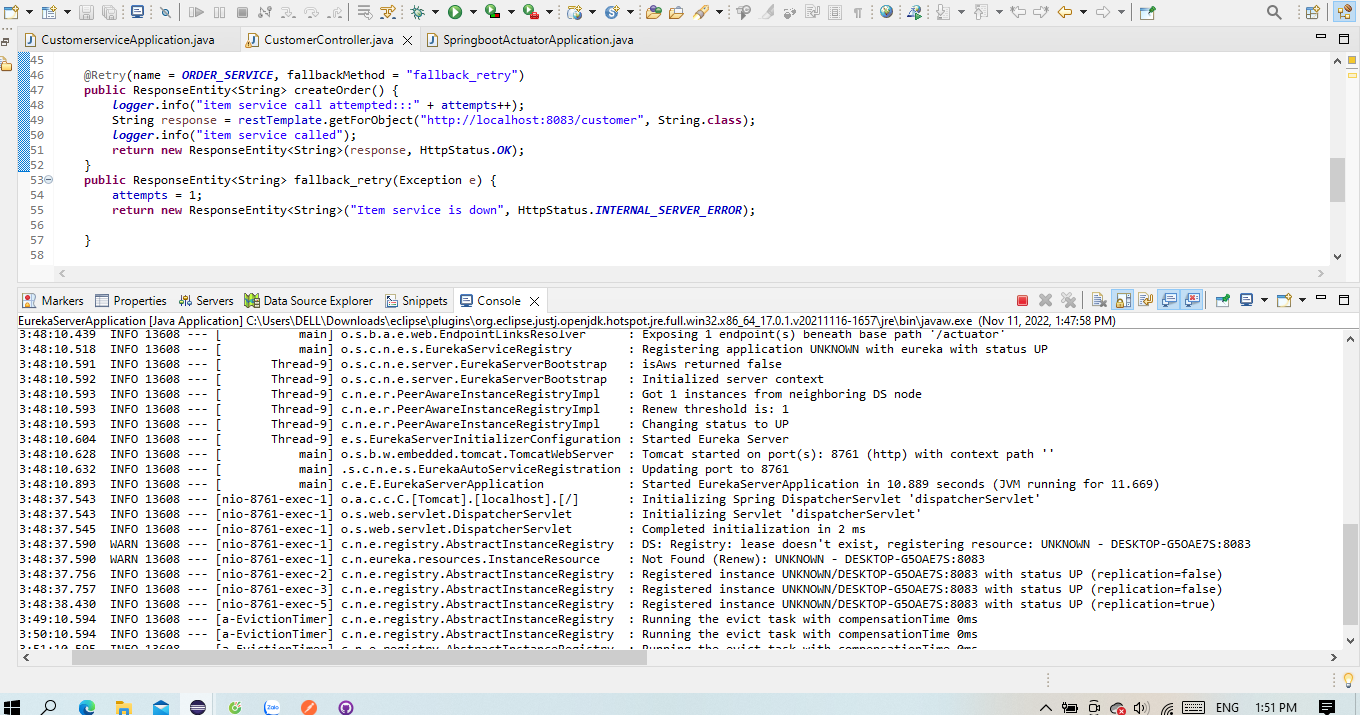 CustomerserviceApplication.java
CustomerController.java
SpringbootActuatorApplication.java
45
46 @Retry(name = ORDER_SERVICE, fallbackMethod = "fallback_retry")
47 public ResponseEntity<String> createOrder() {
48 logger.info("item service call attempted:::" + attempts++);
49 String response = restTemplate.getForObject("http://localhost:8083/customer", String.class);
50 logger.info("item service called");
51 return new ResponseEntity<String>(response, HttpStatus.OK);
52 }
53 public ResponseEntity<String> fallback_retry(Exception e) {
54 attempts = 1;
55 return new ResponseEntity<String>("Item service is down", HttpStatus.INTERNAL_SERVER_ERROR);
56
57 }
58
Markers Properties Servers Data Source Explorer Snippets Console
EurekaServerApplication [Java Application] C:\Users\DELL\Downloads\eclipse\plugins\org.eclipse.justj.openjdk.hotspot.jre.full.win32.x86_64_17.0.1.v20211116-1657\jre\bin\javaw.exe (Nov 11, 2022, 1:47:58 PM)
3:48:10.439 INFO 13608 --- [ main] o.s.b.a.e.web.EndpointLinksResolver : Exposing 1 endpoint(s) beneath base path '/actuator'
3:48:10.518 INFO 13608 --- [ main] o.s.c.n.e.s.EurekaServiceRegistry : Registering application UNKNOWN with eureka with status UP
3:48:10.591 INFO 13608 --- [ Thread-9] o.s.c.n.e.server.EurekaServerBootstrap : isAws returned false
3:48:10.592 INFO 13608 --- [ Thread-9] o.s.c.n.e.server.EurekaServerBootstrap : Initialized server context
3:48:10.593 INFO 13608 --- [ Thread-9] c.n.e.r.PeerAwareInstanceRegistryImpl : Got 1 instances from neighboring DS node
3:48:10.593 INFO 13608 --- [ Thread-9] c.n.e.r.PeerAwareInstanceRegistryImpl : Renew threshold is: 1
3:48:10.593 INFO 13608 --- [ Thread-9] c.n.e.r.PeerAwareInstanceRegistryImpl : Changing status to UP
3:48:10.604 INFO 13608 --- [ Thread-9] e.s.EurekaServerInitializerConfiguration : Started Eureka Server
3:48:10.628 INFO 13608 --- [ main] o.s.b.w.embedded.tomcat.TomcatWebServer : Tomcat started on port(s): 8761 (http) with context path ''
3:48:10.632 INFO 13608 --- [ main] .s.c.n.e.s.EurekaAutoServiceRegistration : Updating port to 8761
3:48:10.893 INFO 13608 --- [ main] c.e.E.EurekaServerApplication : Started EurekaServerApplication in 10.889 seconds (JVM running for 11.669)
3:48:37.543 INFO 13608 --- [nio-8761-exec-1] o.a.c.c.C.[Tomcat].[localhost].[/] : Initializing Spring DispatcherServlet 'dispatcherServlet'
3:48:37.543 INFO 13608 --- [nio-8761-exec-1] o.s.web.servlet.DispatcherServlet : Initializing Servlet 'dispatcherServlet'
3:48:37.545 INFO 13608 --- [nio-8761-exec-1] o.s.web.servlet.DispatcherServlet : Completed initialization in 2 ms
3:48:37.590 WARN 13608 --- [nio-8761-exec-1] c.n.e.registry.AbstractInstanceRegistry : DS: Registry: lease doesn't exist, registering resource: UNKNOWN - DESKTOP-G5OAE7S:8083
3:48:37.590 WARN 13608 --- [nio-8761-exec-1] c.n.eureka.resources.InstanceResource : Not Found (Renew): UNKNOWN - DESKTOP-G5OAE7S:8083
3:48:37.756 INFO 13608 --- [nio-8761-exec-2] c.n.e.registry.AbstractInstanceRegistry : Registered instance UNKNOWN/DESKTOP-G5OAE7S:8083 with status UP (replication=false)
3:48:37.757 INFO 13608 --- [nio-8761-exec-3] c.n.e.registry.AbstractInstanceRegistry : Registered instance UNKNOWN/DESKTOP-G5OAE7S:8083 with status UP (replication=false)
3:48:38.430 INFO 13608 --- [nio-8761-exec-5] c.n.e.registry.AbstractInstanceRegistry : Registered instance UNKNOWN/DESKTOP-G5OAE7S:8083 with status UP (replication=true)
3:49:10.594 INFO 13608 --- [a-EvictionTimer] c.n.e.registry.AbstractInstanceRegistry : Running the evict task with compensationTime 0ms
3:50:10.594 INFO 13608 --- [a-EvictionTimer] c.n.e.registry.AbstractInstanceRegistry : Running the evict task with compensationTime 0ms
3:51:10.595 INFO 13608 --- [a-EvictionTimer] c.n.e.registry.AbstractInstanceRegistry : Running the evict task with compensationTime 0ms
Zalo
ENG 1:51 PM